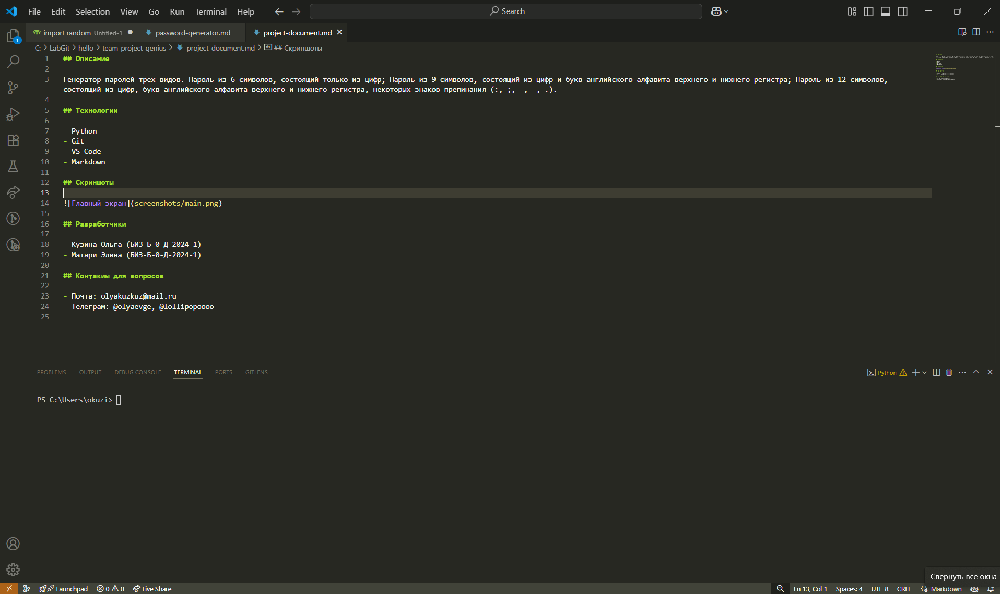 File Edit Selection View Go Run Terminal Help Search
import random Untitled-1 password-generator.md project-document.md
1
C: > LabGit > hello > team-project-genius > project-document.md > ## Скриншоты
1 ## Описание
2
3 Генератор паролей трех видов. Пароль из 6 символов, состоящий только из цифр; Пароль из 9 символов, состоящий из цифр и букв английского алфавита верхнего и нижнего регистра; Пароль из 12 символов,
состоящий из цифр, букв английского алфавита верхнего и нижнего регистра, некоторых знаков препинания (:, ;, -, _, .).
4
5 ## Технологии
6
7 - Python
8 - Git
9 - VS Code
10 - Markdown
11
12 ## Скриншоты
13
14 ![Главный экран](screenshots/main.png)
15
16 ## Разработчики
17
18 - Кузина Ольга (БИЗ-Б-0-Д-2024-1)
19 - Матари Элина (БИЗ-Б-0-Д-2024-1)
20
21 ## Контакиы для вопросов
22
23 - Почта: olyakuzkuz@mail.ru
24 - Телеграм: @olyaevge, @lollipopoooo
25
PROBLEMS OUTPUT DEBUG CONSOLE TERMINAL PORTS GITLENS Python
PS C:\Users\okuzi>
Свернуть все окна
Launchpad 0 0 Live Share Ln 13, Col 1 Spaces: 4 UTF-8 CRLF Markdown